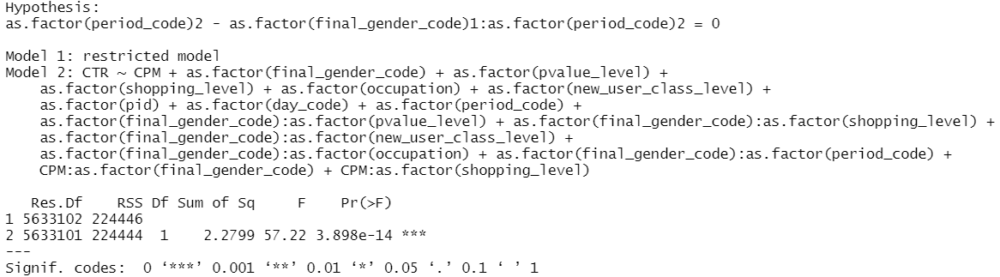 Hypothesis:
as.factor(period_code)2 - as.factor(final_gender_code)1:as.factor(period_code)2 = 0

Model 1: restricted model
Model 2: CTR ~ CPM + as.factor(final_gender_code) + as.factor(pvalue_level) +
    as.factor(shopping_level) + as.factor(occupation) + as.factor(new_user_class_level) +
    as.factor(pid) + as.factor(day_code) + as.factor(period_code) +
    as.factor(final_gender_code):as.factor(pvalue_level) + as.factor(final_gender_code):as.factor(shopping_level) +
    as.factor(final_gender_code):as.factor(new_user_class_level) +
    as.factor(final_gender_code):as.factor(occupation) + as.factor(final_gender_code):as.factor(period_code) +
    CPM:as.factor(final_gender_code) + CPM:as.factor(shopping_level)

   Res.Df    RSS Df Sum of Sq     F    Pr(>F)
1 5633102 224446
2 5633101 224444  1    2.2799 57.22 3.898e-14 ***
---
Signif. codes:  0 ‘***’ 0.001 ‘**’ 0.01 ‘*’ 0.05 ‘.’ 0.1 ‘ ’ 1